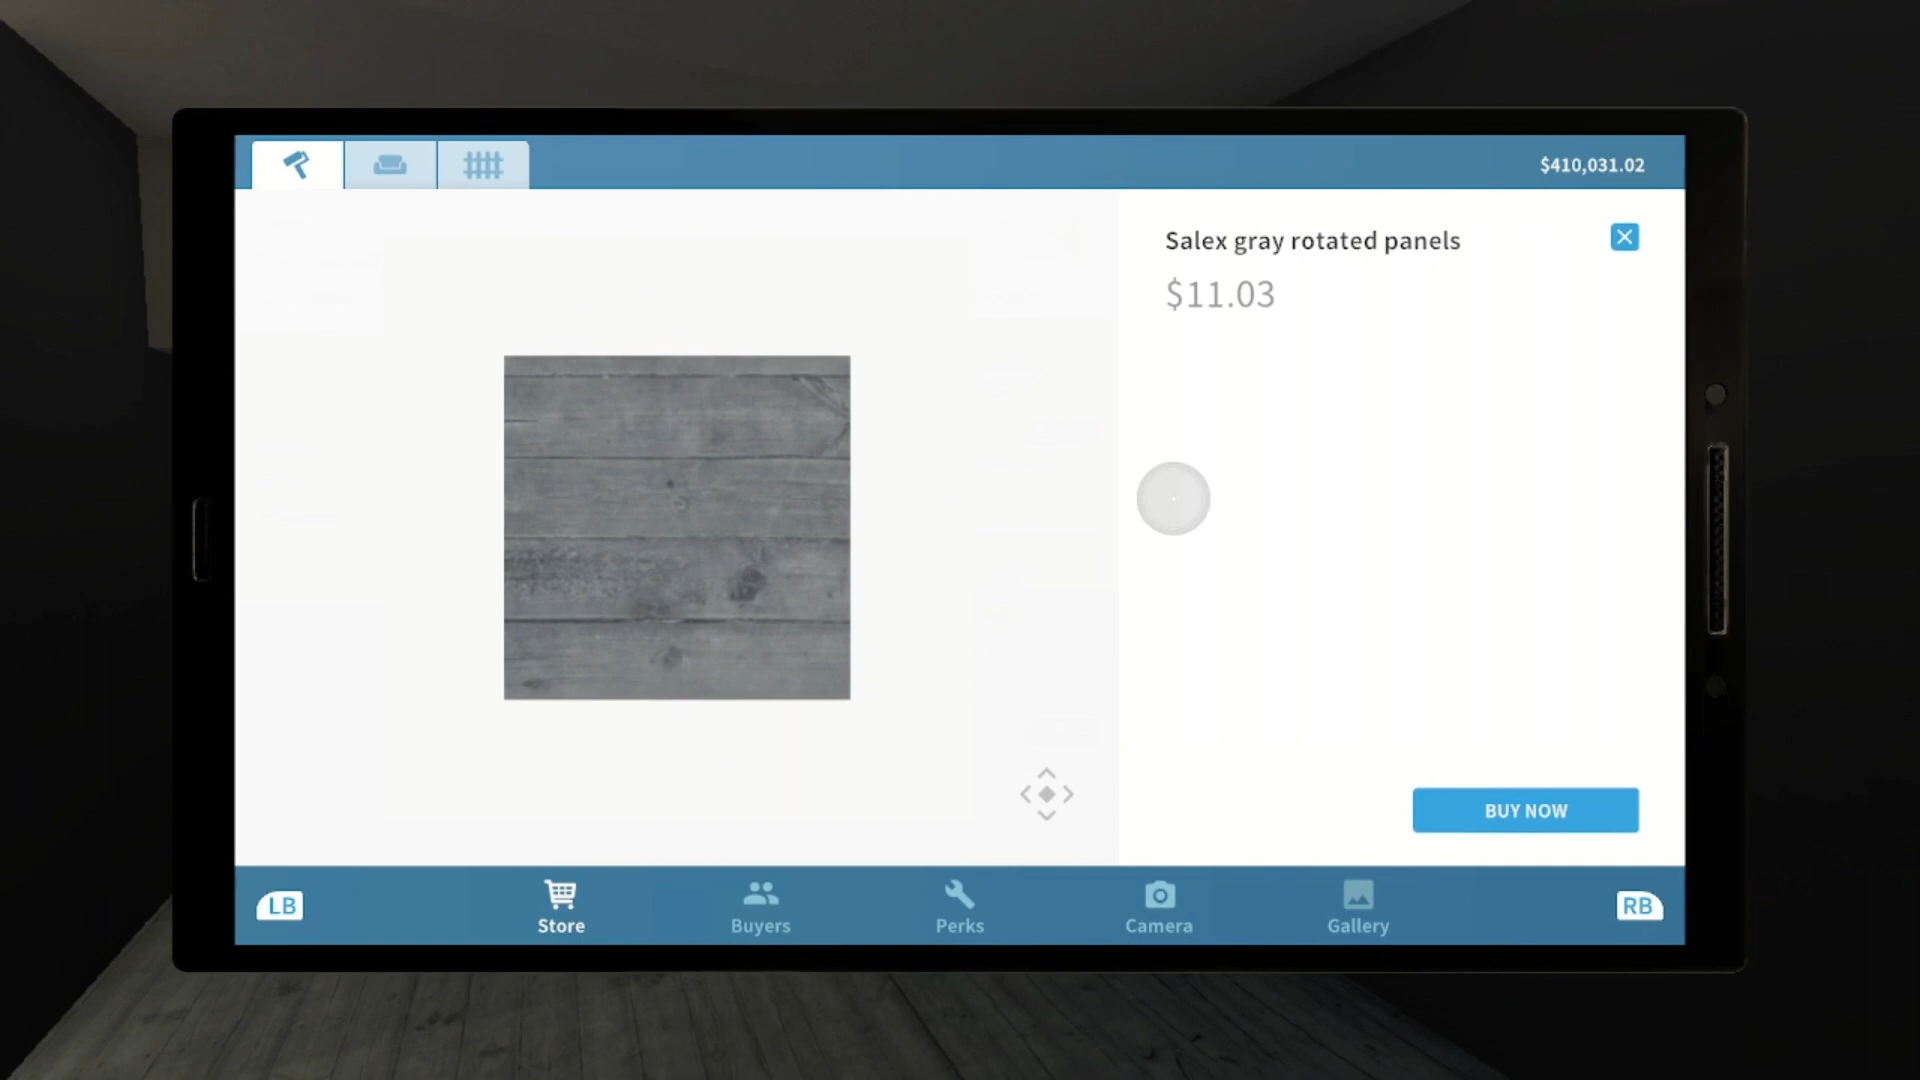 $410,031.02
Salex gray rotated panels
$11.03
BUY NOW
LB
Store
Buyers
Perks
Camera
Gallery
RB